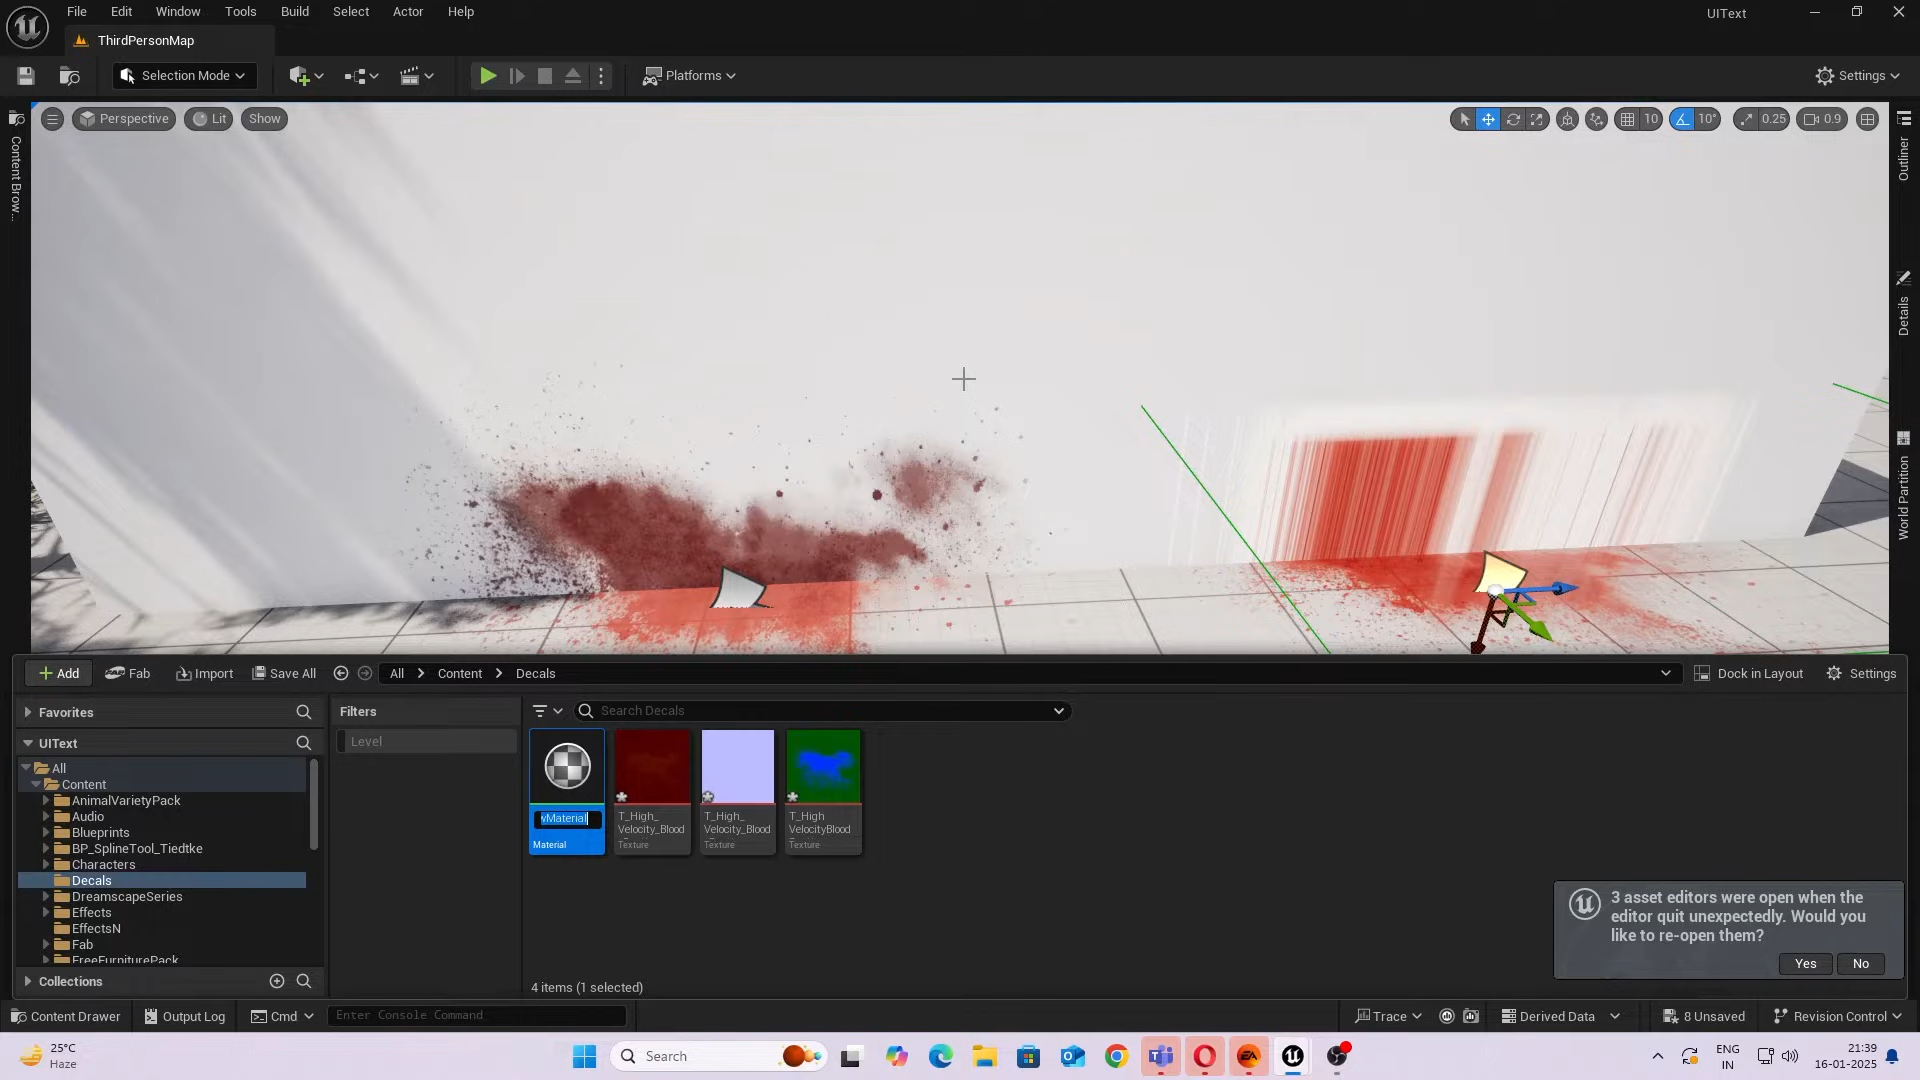 File Edit Window Tools Build Select Actor Help
UIText
ThirdPersonMap
Selection Mode
Platforms
Settings
Perspective Lit Show
10 10° 0.25 0.9
Content Brow...
Outliner
Details
World Partition
Add Fab Import Save All All Content Decals Dock in Layout Settings
Favorites
Filters
Search Decals
UIText
Level
All
Content
AnimalVarietyPack
Audio
Blueprints
BP_SplineTool_Tiedtke
Characters
Decals
DreamscapeSeries
Effects
EffectsN
Fab
FreeFurniturePack
Collections
wMaterial
Material
T_High_
Velocity_Blood
Texture
T_High_
Velocity_Blood
Texture
T_High
VelocityBlood
Texture
4 items (1 selected)
3 asset editors were open when the
editor quit unexpectedly. Would you
like to re-open them?
Yes No
Content Drawer Output Log Cmd Enter Console Command Trace Derived Data 8 Unsaved Revision Control
25°C
Haze
Search
ENG
IN
21:39
16-01-2025